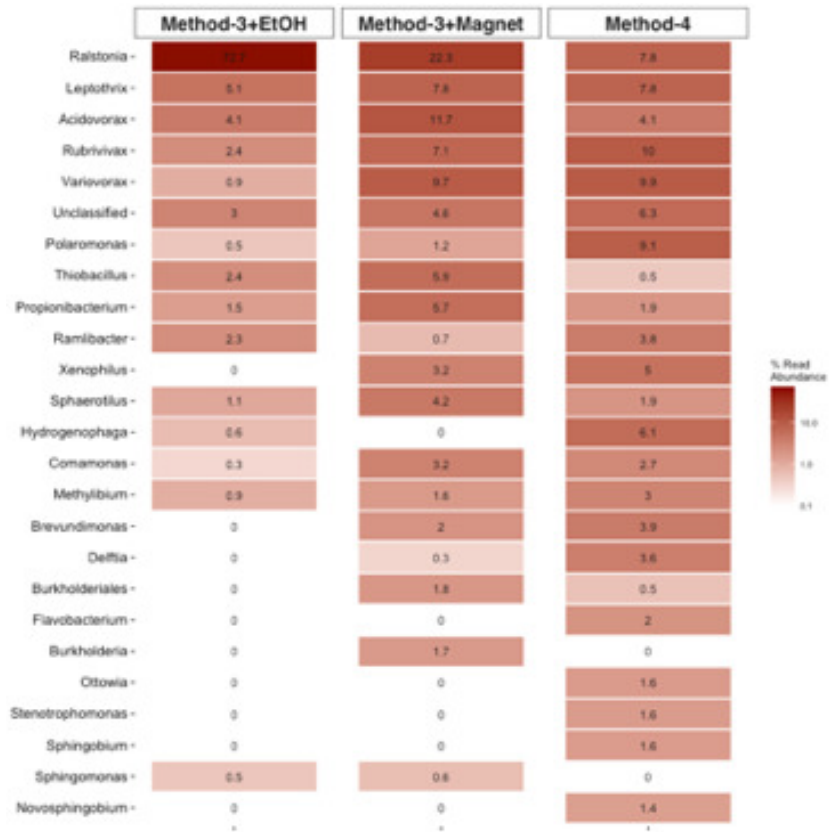 Method-3+EtOH Method-3+Magnet Method-4
Ralstonia - 22.3 7.8
Leptothrix - 5.1 7.8 7.8
Acidovorax - 4.1 11.7 4.1
Rubrivivax - 2.4 7.1 10
Variovorax - 0.9 9.7 9.9
Unclassified - 3 4.6 6.3
Polaromonas - 0.5 1.2 9.1
Thiobacillus - 2.4 5.9 0.5
Propionibacterium - 1.5 5.7 1.9
Ramlibacter - 2.3 0.7 3.8
Xenophilus - 0 3.2 5
Sphaerotilus - 1.1 4.2 1.9
Hydrogenophaga - 0.6 0 6.1
Comamonas - 0.3 3.2 2.7
Methylibium - 0.9 1.6 3
Brevundimonas - 0 2 3.9
Delftia - 0 0.3 3.6
Burkholderiales - 0 1.8 0.5
Flavobacterium - 0 0 2
Burkholderia - 0 1.7 0
Ottowia - 0 0 1.6
Stenotrophomonas - 0 0 1.6
Sphingobium - 0 0 1.6
Sphingomonas - 0.5 0.6 0
Novosphingobium - 0 0 1.4
% Read
Abundance
10.0
1.0
0.1